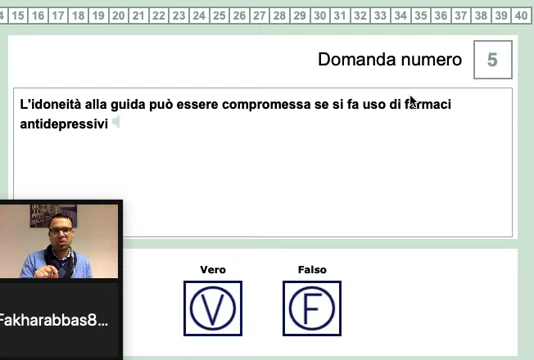 15 16 17 18 19 20 21 22 23 24 25 26 27 28 29 30 31 32 33 34 35 36 37 38 39 40
Domanda numero 5
L'idoneità alla guida può essere compromessa se si fa uso di farmaci
antidepressivi
Vero Falso
V F
Fakharabbas8...